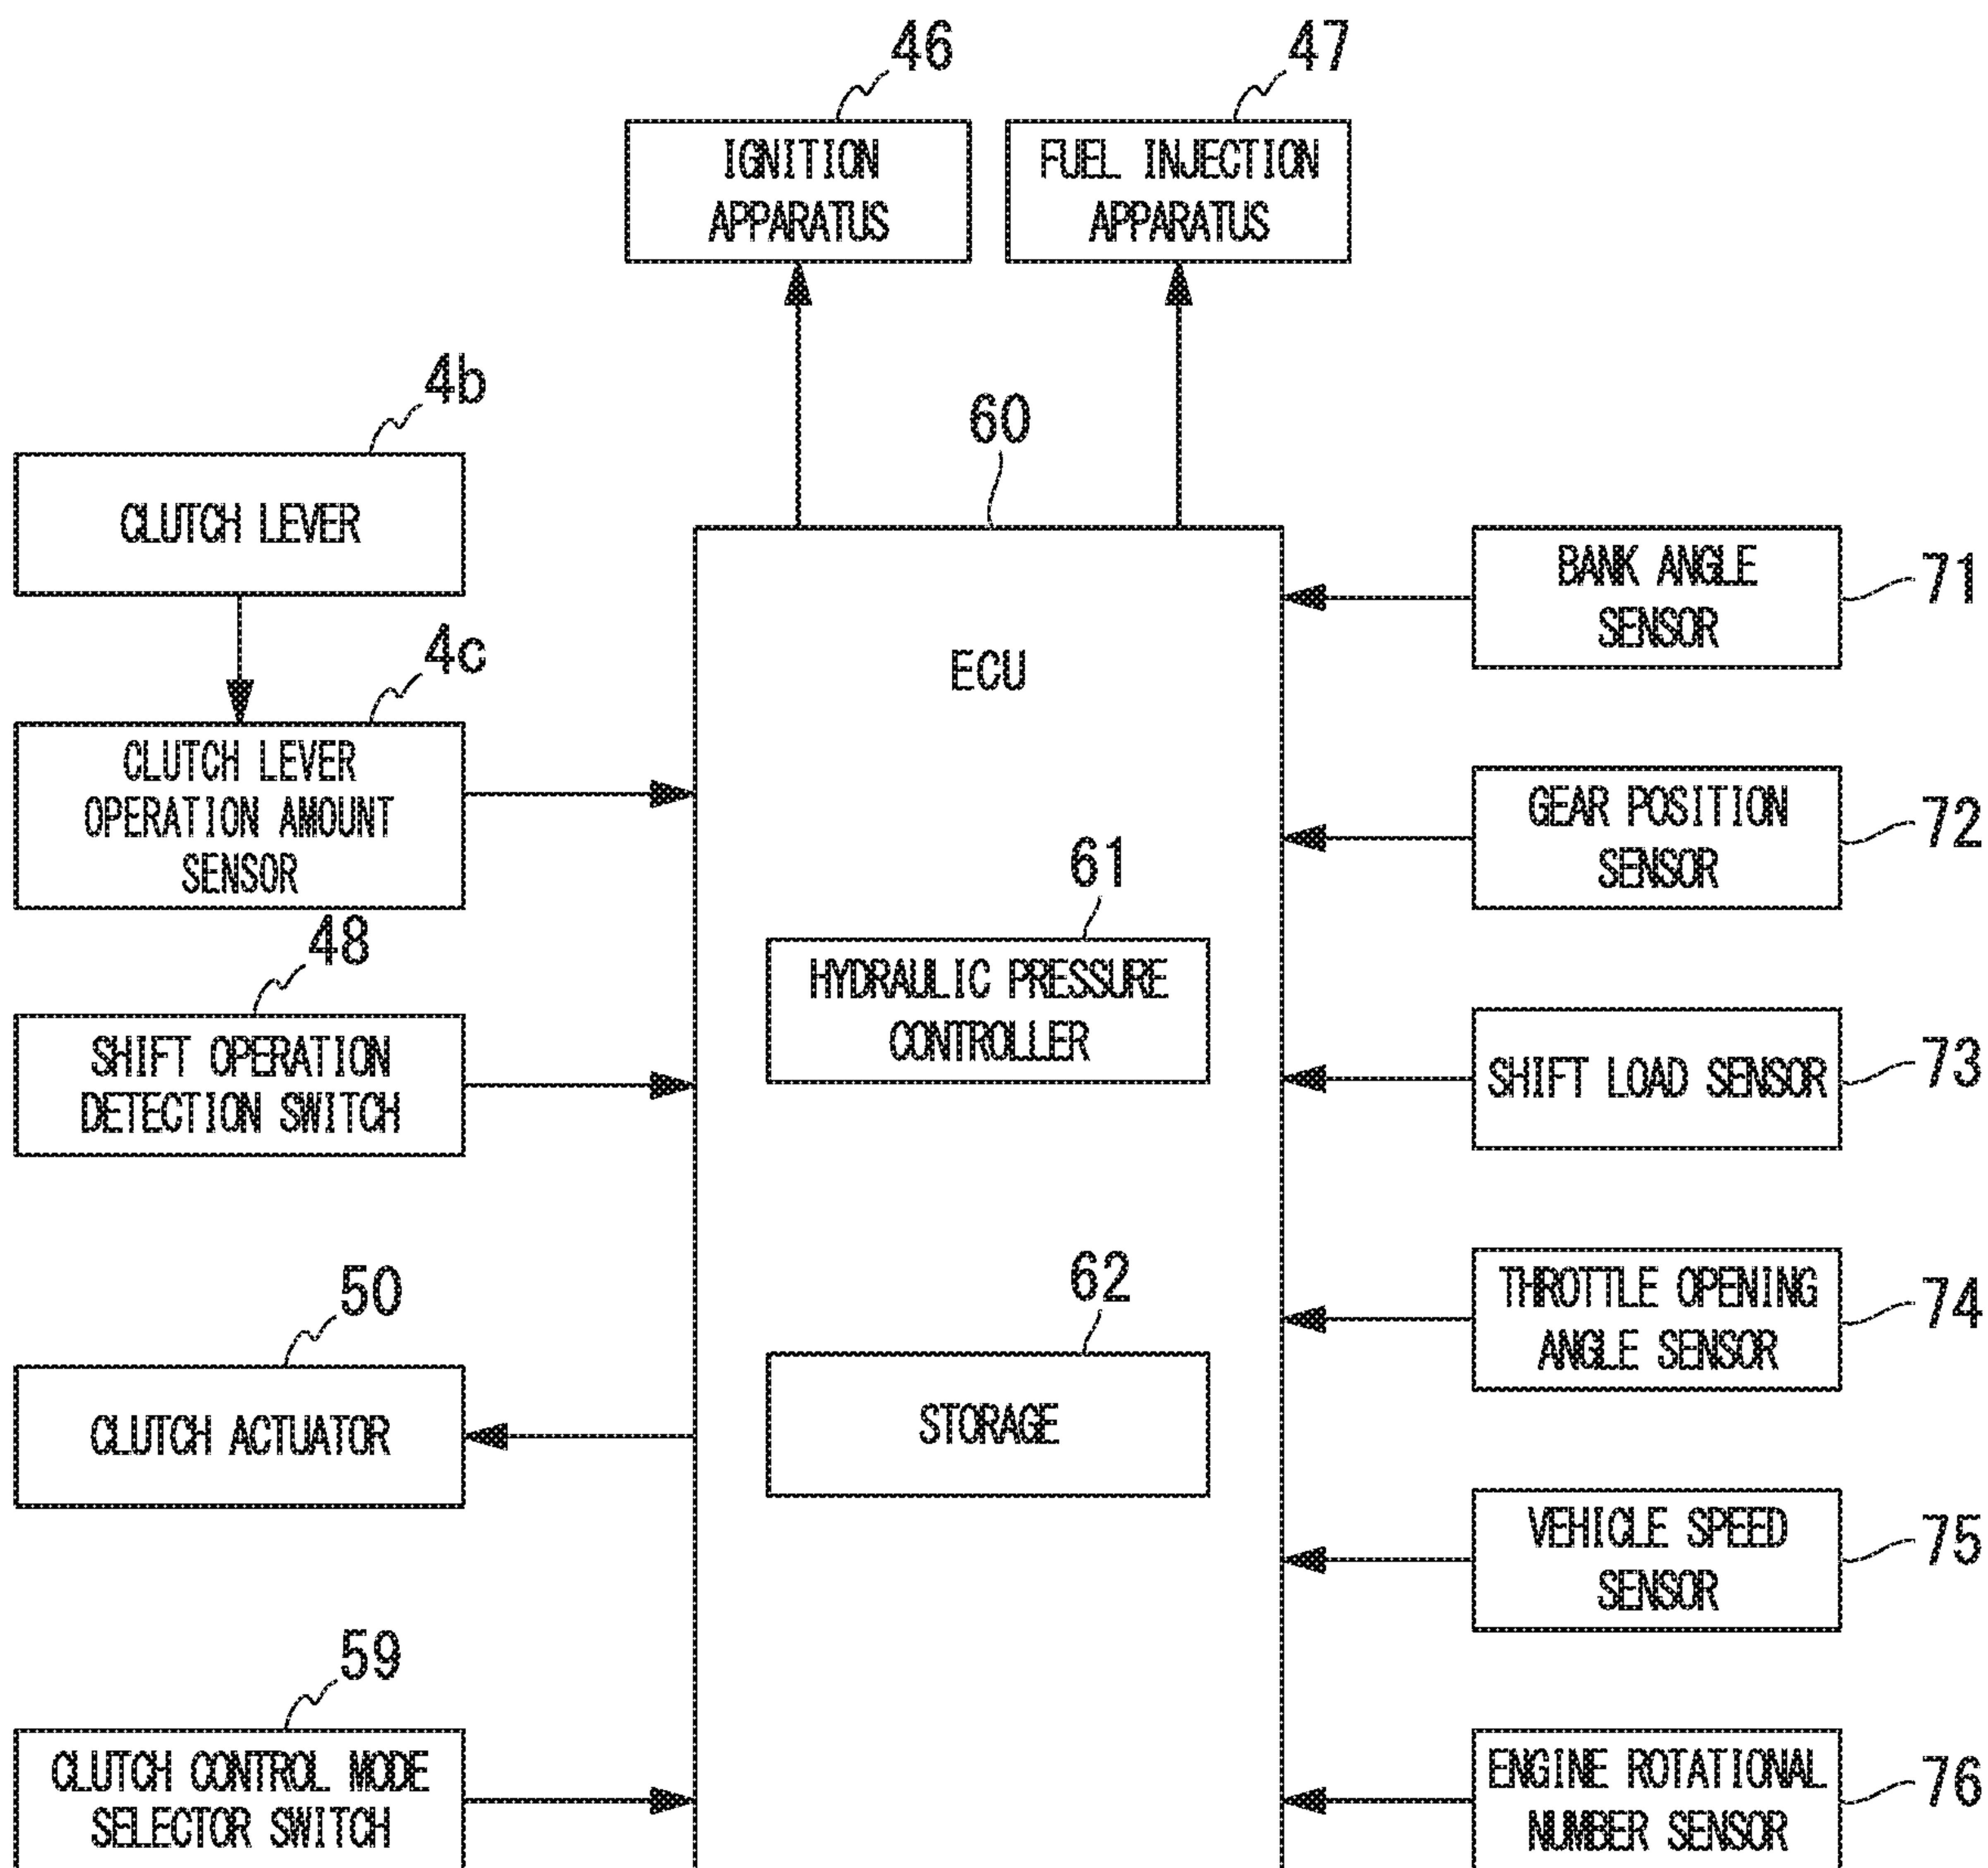 46
47
IGNITION
APPARATUS
FUEL INJECTION
APPARATUS
4b
CLUTCH LEVER
4c
CLUTCH LEVER
OPERATION AMOUNT
SENSOR
48
SHIFT OPERATION
DETECTION SWITCH
50
CLUTCH ACTUATOR
59
CLUTCH CONTROL MODE
SELECTOR SWITCH
60
ECU
61
HYDRAULIC PRESSURE
CONTROLLER
62
STORAGE
BANK ANGLE
SENSOR
71
GEAR POSITION
SENSOR
72
SHIFT LOAD SENSOR
73
THROTTLE OPENING
ANGLE SENSOR
74
VEHICLE SPEED
SENSOR
75
ENGINE ROTATIONAL
NUMBER SENSOR
76